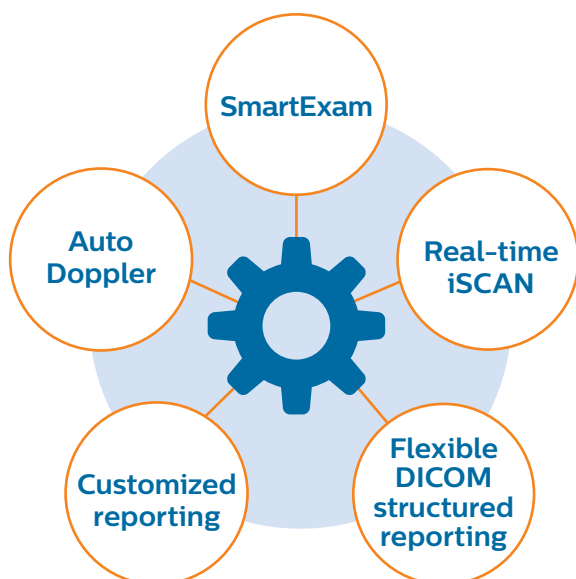 SmartExam
Auto
Doppler
Real-time
iSCAN
Customized
reporting
Flexible
DICOM
structured
reporting